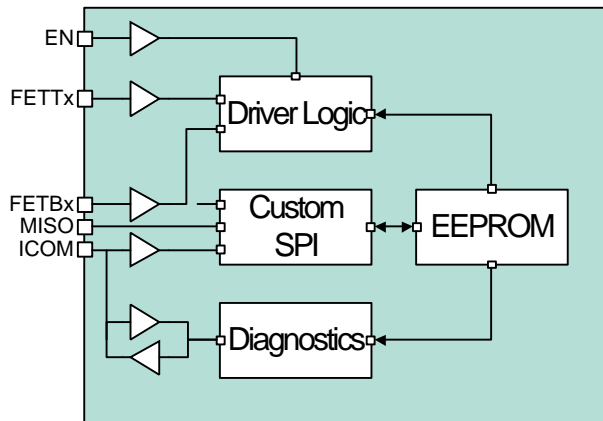 EN
FETTx
Driver Logic
FETBx
MISO
ICOM
Custom
SPI
EEPROM
Diagnostics